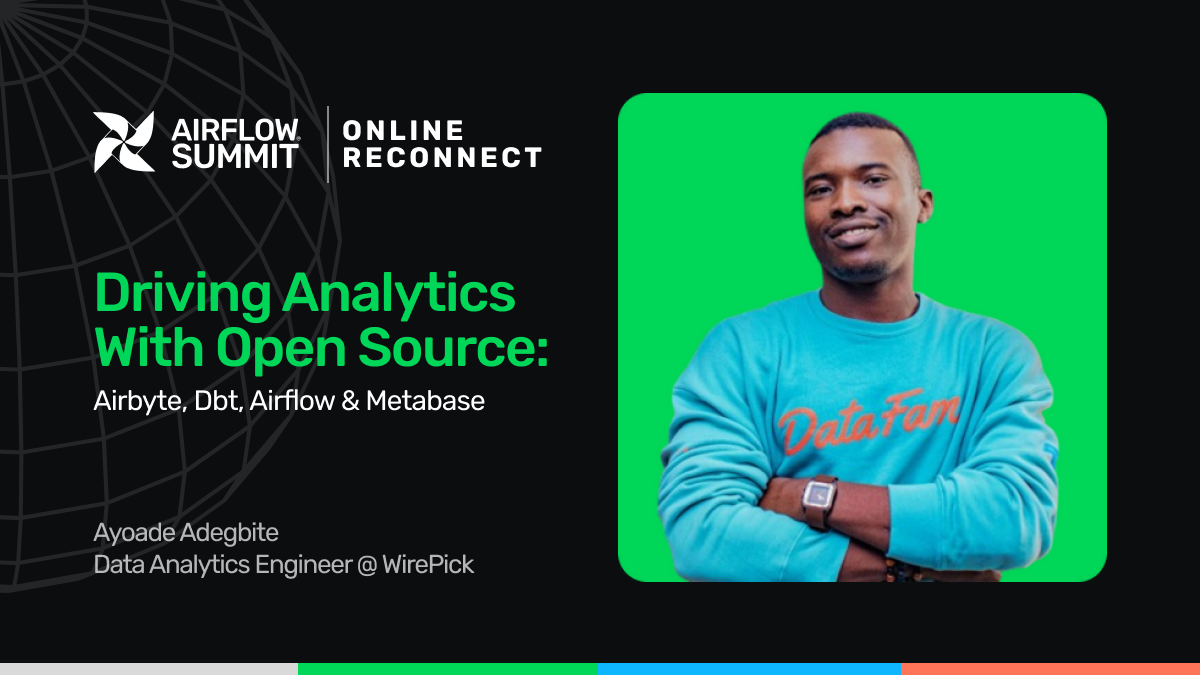 AIRFLOW
SUMMIT
ONLINE
RECONNECT
Driving Analytics
With Open Source:
Airbyte, Dbt, Airflow & Metabase
Ayoade Adegbite
Data Analytics Engineer @ WirePick
DataFam